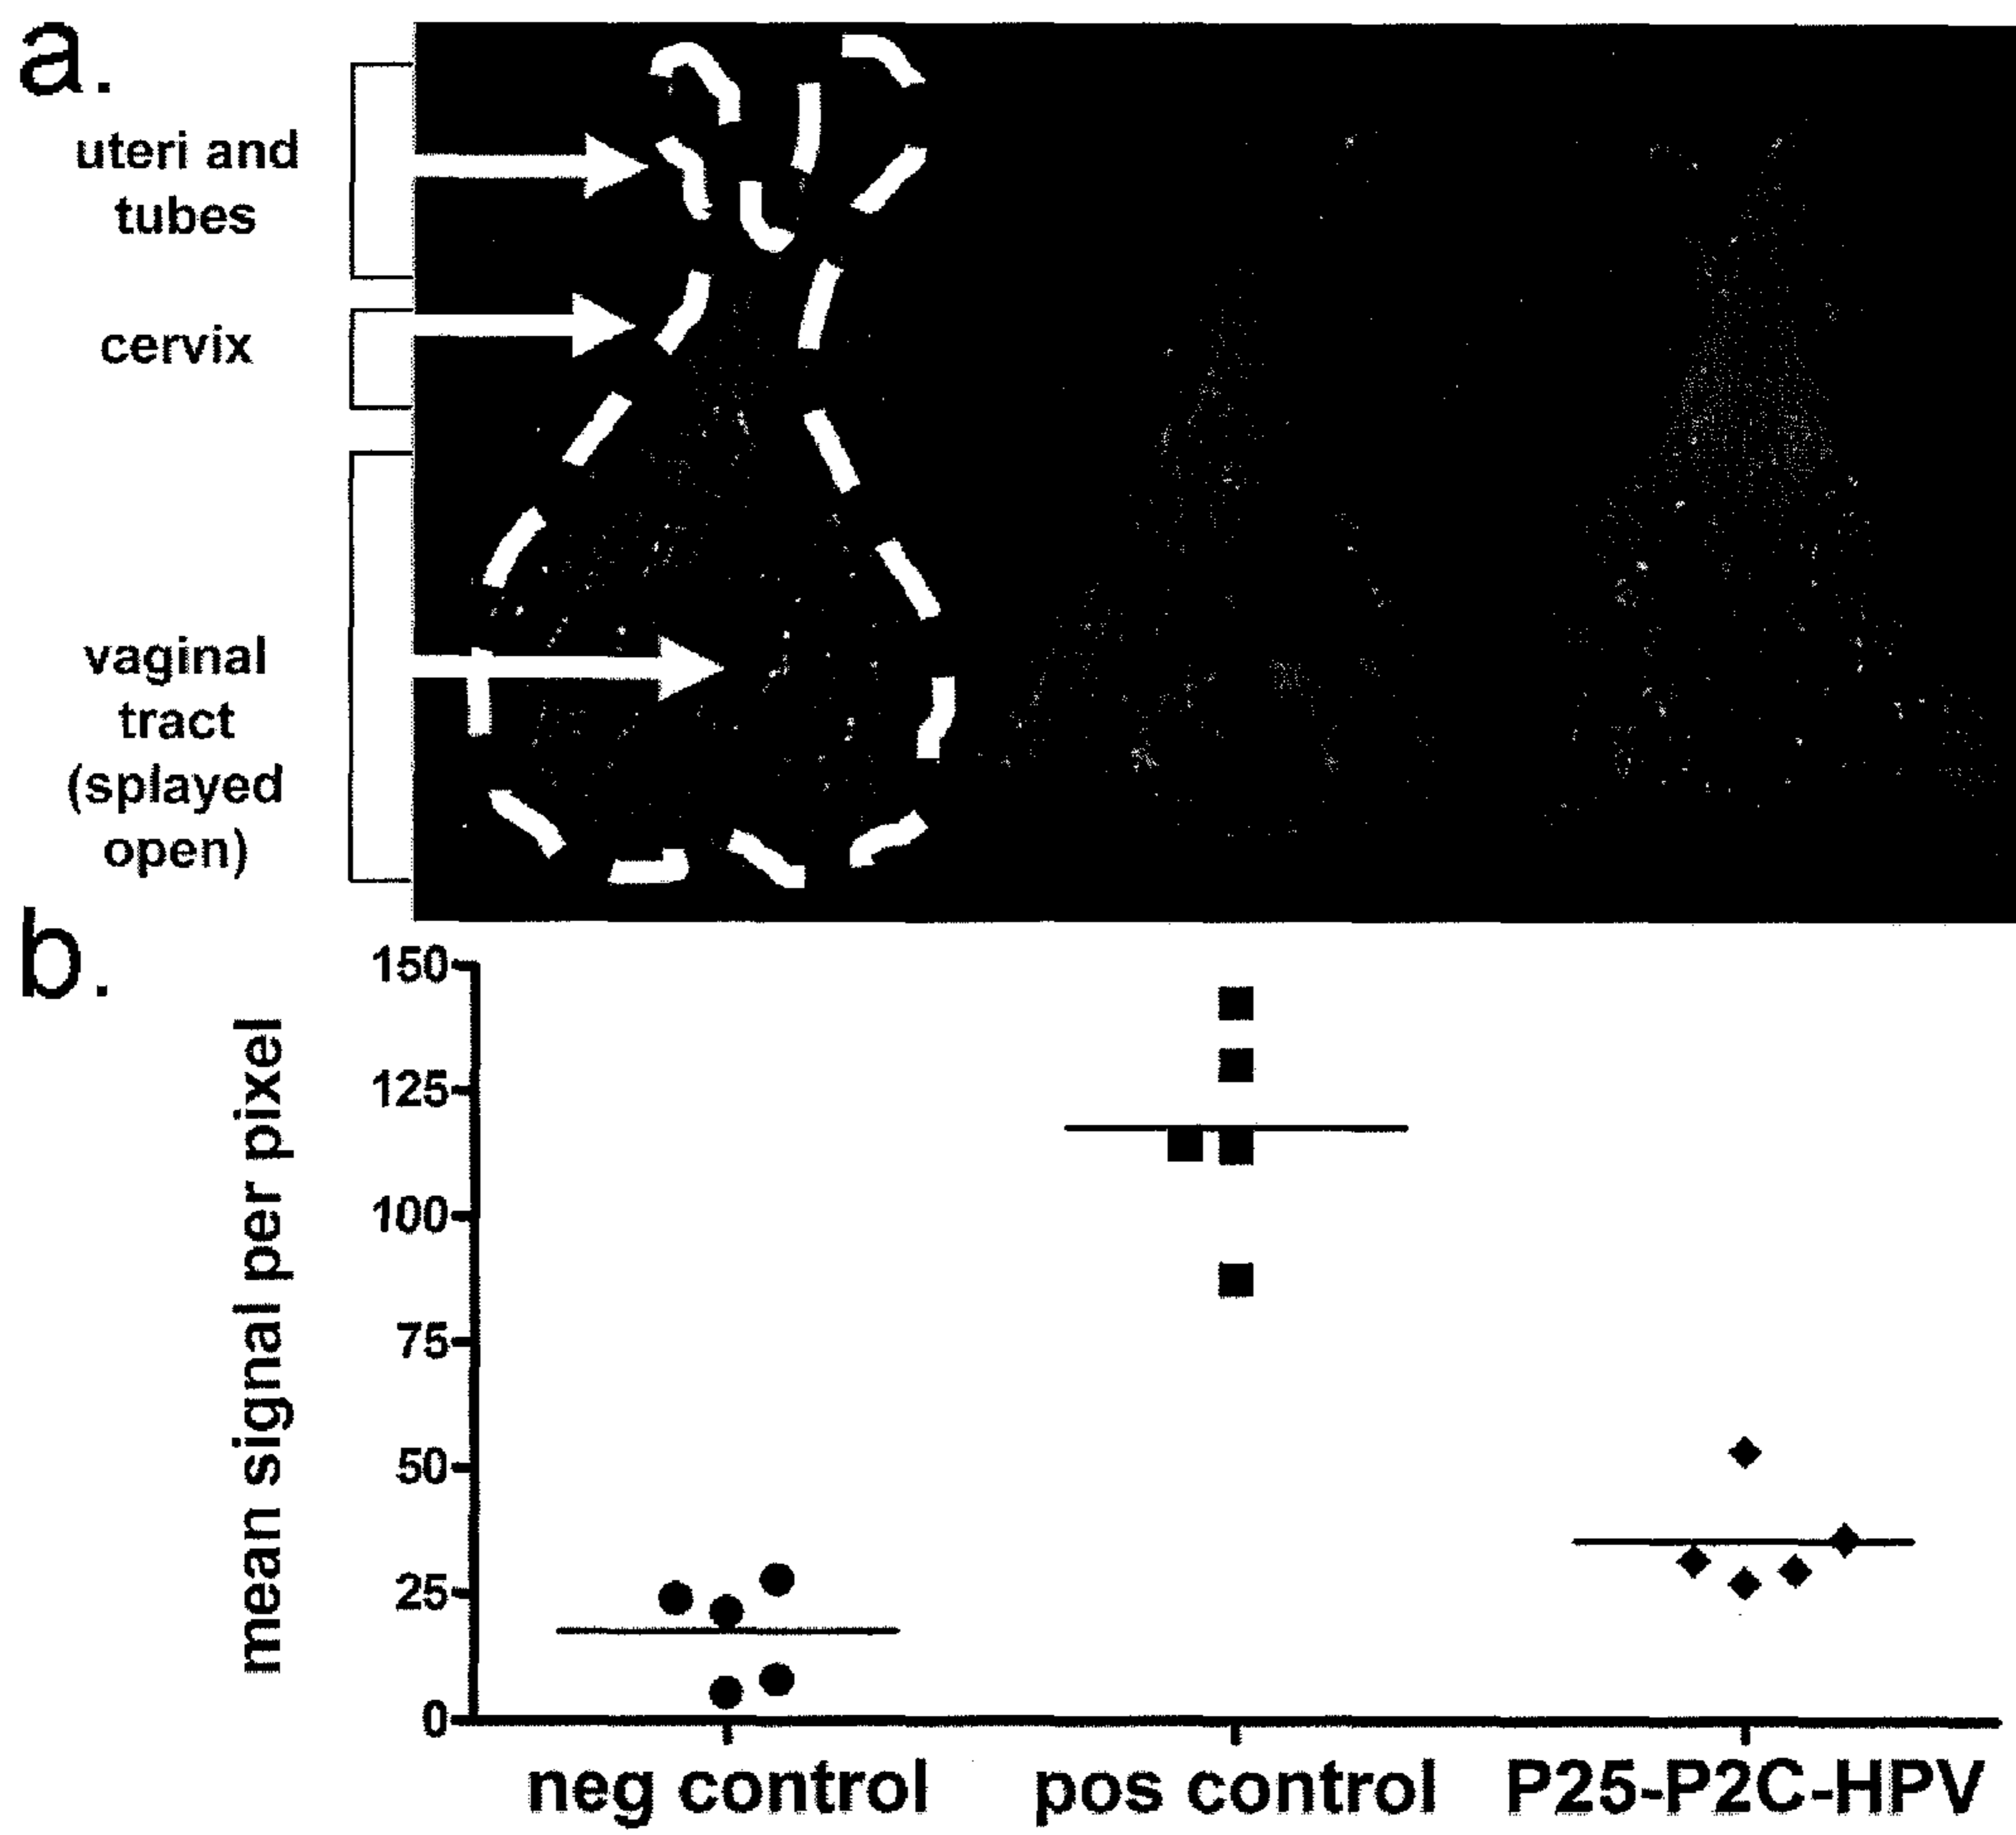 a.
uteri and
tubes
cervix
vaginal
tract
(splayed
open)
b.
mean signal per pixel
150
125
100
75
50
25
0
neg control
pos control
P25-P2C-HPV